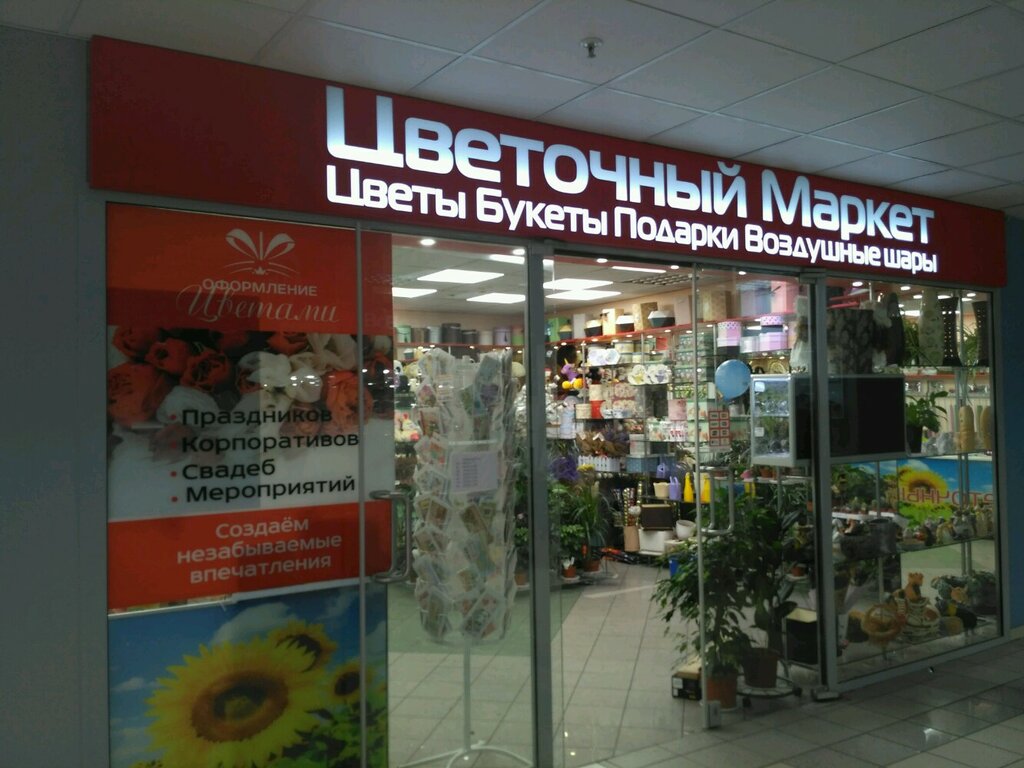 Цветочный Маркет
Цветы Букеты Подарки Воздушные шары
ОФОРМЛЕНИЕ
Цветами
• Праздников
• Корпоративов
• Свадеб
• Мероприятий
Создаём
незабываемые
впечатления